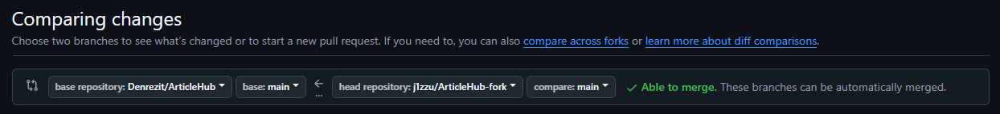 Comparing changes
Choose two branches to see what's changed or to start a new pull request. If you need to, you can also compare across forks or learn more about diff comparisons.
base repository: Denrezit/ArticleHub base: main ← ... head repository: j1zzu/ArticleHub-fork compare: main ✓ Able to merge. These branches can be automatically merged.